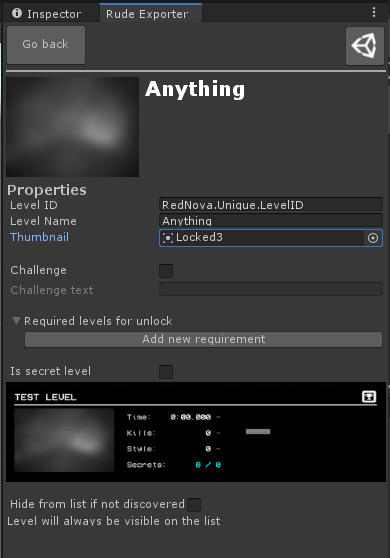 Inspector
Rude Exporter
Go back
Anything
Properties
Level ID RedNova.Unique.LevelID
Level Name Anything
Thumbnail Locked3
Challenge
Challenge text
Required levels for unlock
Add new requirement
Is secret level
TEST LEVEL
Time: 0:00.000 -
Kills: 0 -
Style: 0 -
Secrets: 0 / 0
Hide from list if not discovered
Level will always be visible on the list